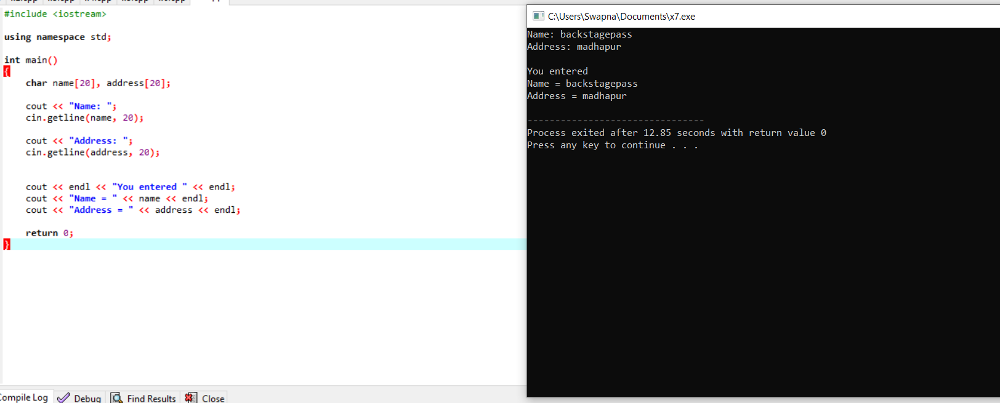 #include <iostream>
using namespace std;
int main()
{
char name[20], address[20];
cout << "Name: ";
cin.getline(name, 20);
cout << "Address: ";
cin.getline(address, 20);
cout << endl << "You entered " << endl;
cout << "Name = " << name << endl;
cout << "Address = " << address << endl;
return 0;
}
Compile Log
Debug
Find Results
Close
C:\Users\Swapna\Documents\x7.exe
Name: backstagepass
Address: madhapur
You entered
Name = backstagepass
Address = madhapur
--------------------------------
Process exited after 12.85 seconds with return value 0
Press any key to continue . . .